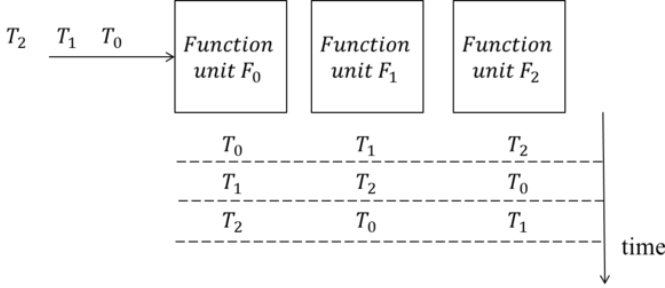 T₂ T₁ T₀
Function unit F₀
Function unit F₁
Function unit F₂
T₀ T₁ T₂
T₁ T₂ T₀
T₂ T₀ T₁
time